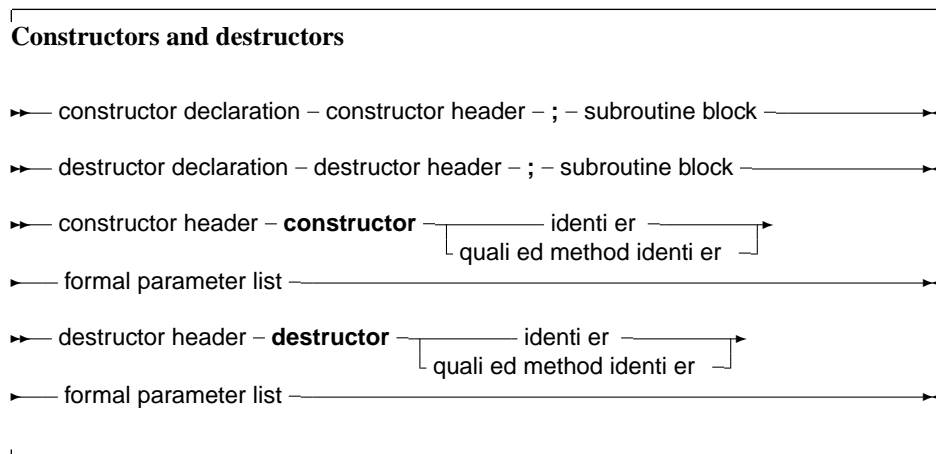 Constructors and destructors
constructor declaration constructor header ; subroutine block
destructor declaration destructor header ; subroutine block
constructor header constructor identi er
quali ed method identi er
formal parameter list
destructor header destructor identi er
quali ed method identi er
formal parameter list